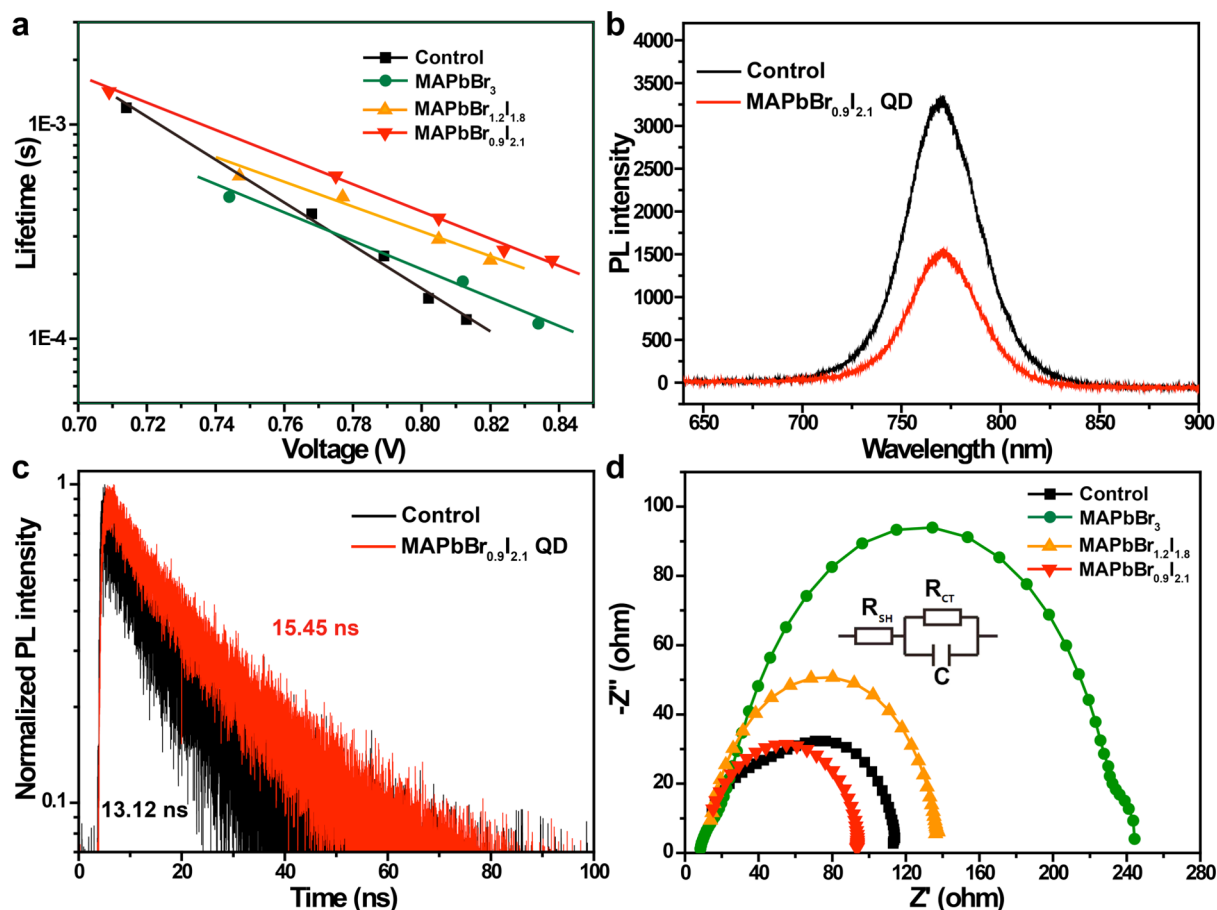 a
Control
MAPbBr₃
MAPbBr₁.₂I₁.₈
MAPbBr₀.₉I₂.₁
1E-3
1E-4
Lifetime (s)
0.70 0.72 0.74 0.76 0.78 0.80 0.82 0.84
Voltage (V)
b
Control
MAPbBr₀.₉I₂.₁ QD
4000
3500
3000
2500
2000
1500
1000
500
0
PL intensity
650 700 750 800 850 900
Wavelength (nm)
c
Control
MAPbBr₀.₉I₂.₁ QD
15.45 ns
13.12 ns
1
0.1
Normalized PL intensity
0 20 40 60 80 100
Time (ns)
d
Control
MAPbBr₃
MAPbBr₁.₂I₁.₈
MAPbBr₀.₉I₂.₁
R_SH
R_CT
C
100
80
60
40
20
0
-Z'' (ohm)
0 40 80 120 160 200 240 280
Z' (ohm)